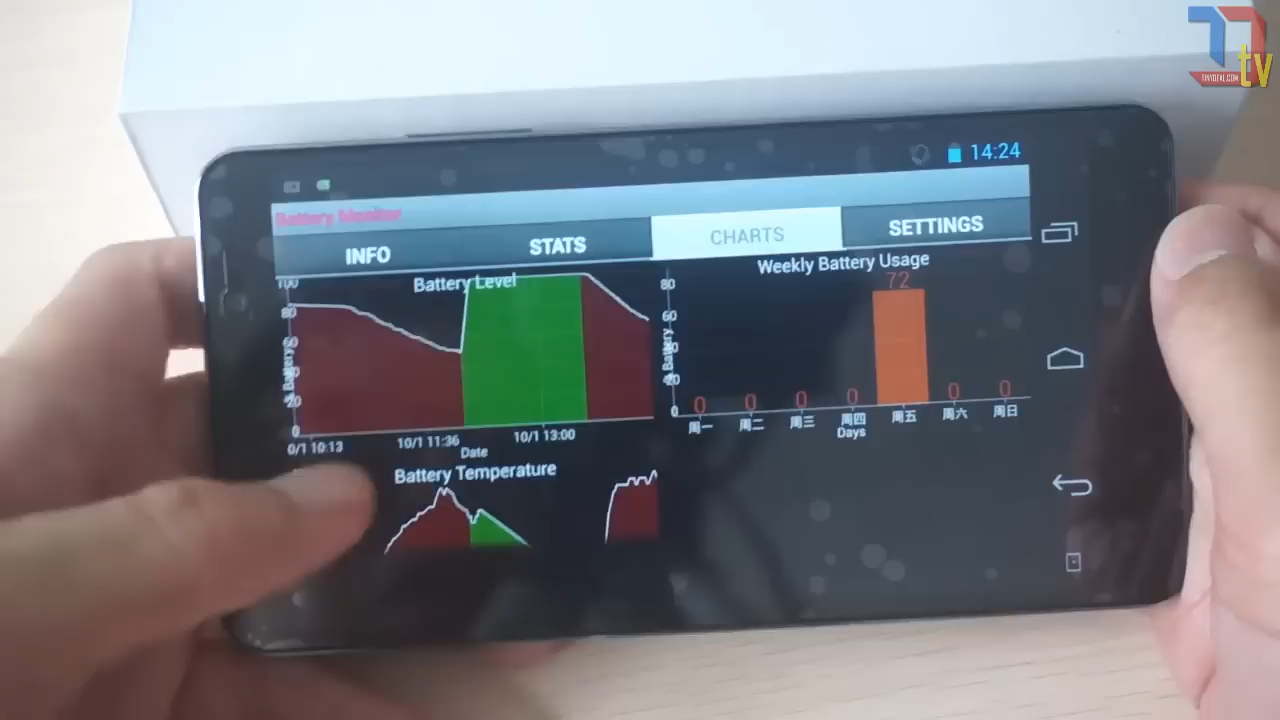 TINYDEAL.COM
tv
14:24
Battery Monitor
INFO
STATS
CHARTS
SETTINGS
Battery Level
100
80
60
40
20
0
% Battery
0/1 10:13
10/1 11:36
10/1 13:00
Date
Weekly Battery Usage
80
60
40
20
0
% Battery
0
0
0
0
72
0
0
周一
周二
周三
周四
周五
周六
周日
Days
Battery Temperature